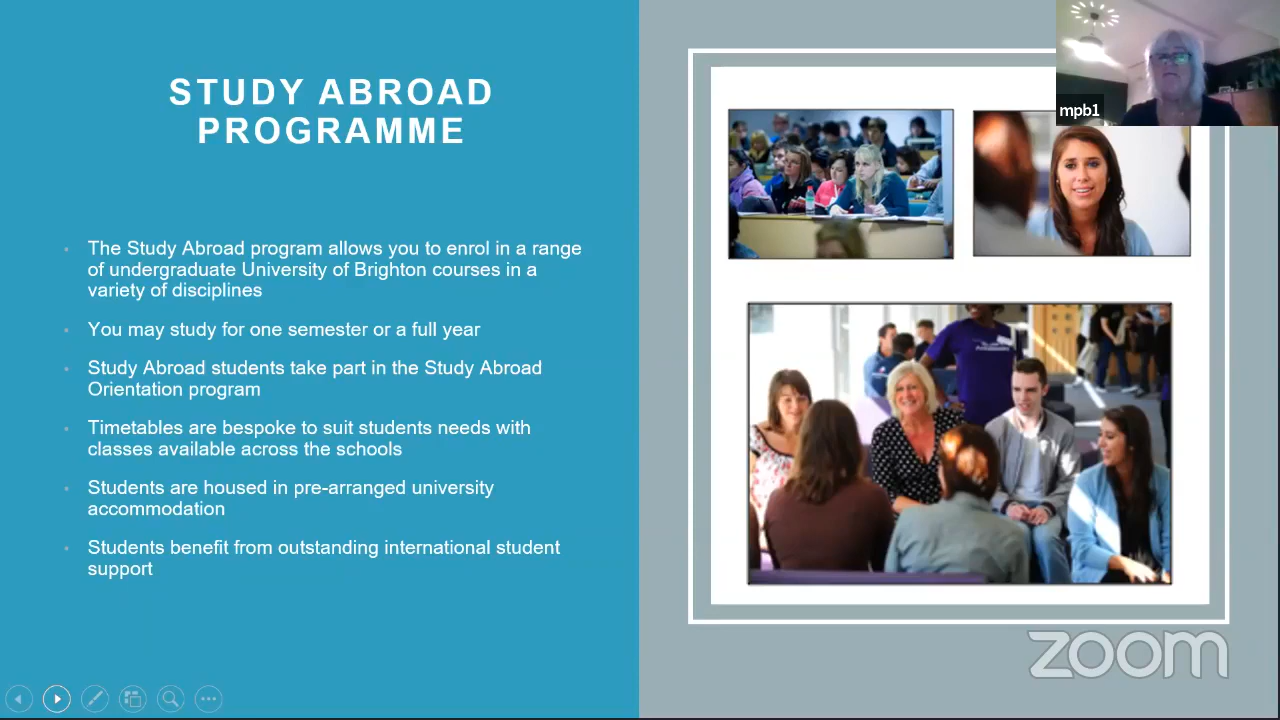 STUDY ABROAD
PROGRAMME
The Study Abroad program allows you to enrol in a range
of undergraduate University of Brighton courses in a
variety of disciplines
You may study for one semester or a full year
Study Abroad students take part in the Study Abroad
Orientation program
Timetables are bespoke to suit students needs with
classes available across the schools
Students are housed in pre-arranged university
accommodation
Students benefit from outstanding international student
support
mpb1
zoom